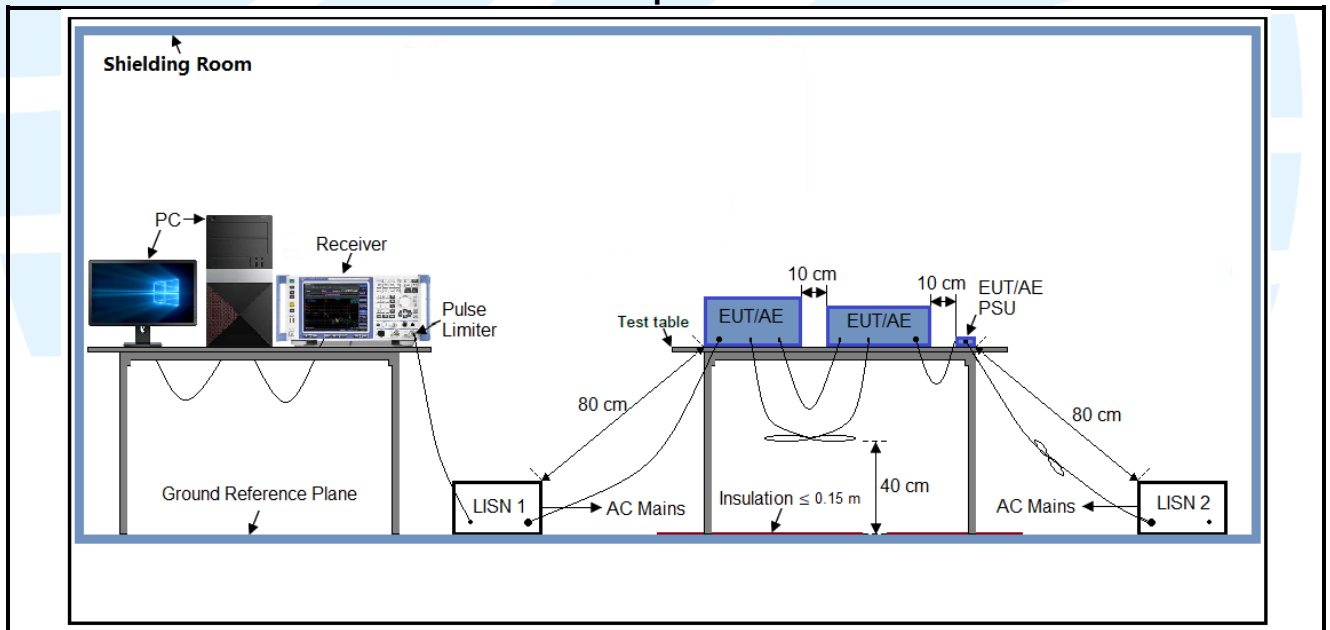 Shielding Room
PC
Receiver
Pulse
Limiter
10 cm
10 cm
EUT/AE
PSU
Test table
EUT/AE
EUT/AE
80 cm
80 cm
40 cm
Ground Reference Plane
LISN 1
AC Mains
Insulation ≤ 0.15 m
AC Mains
LISN 2